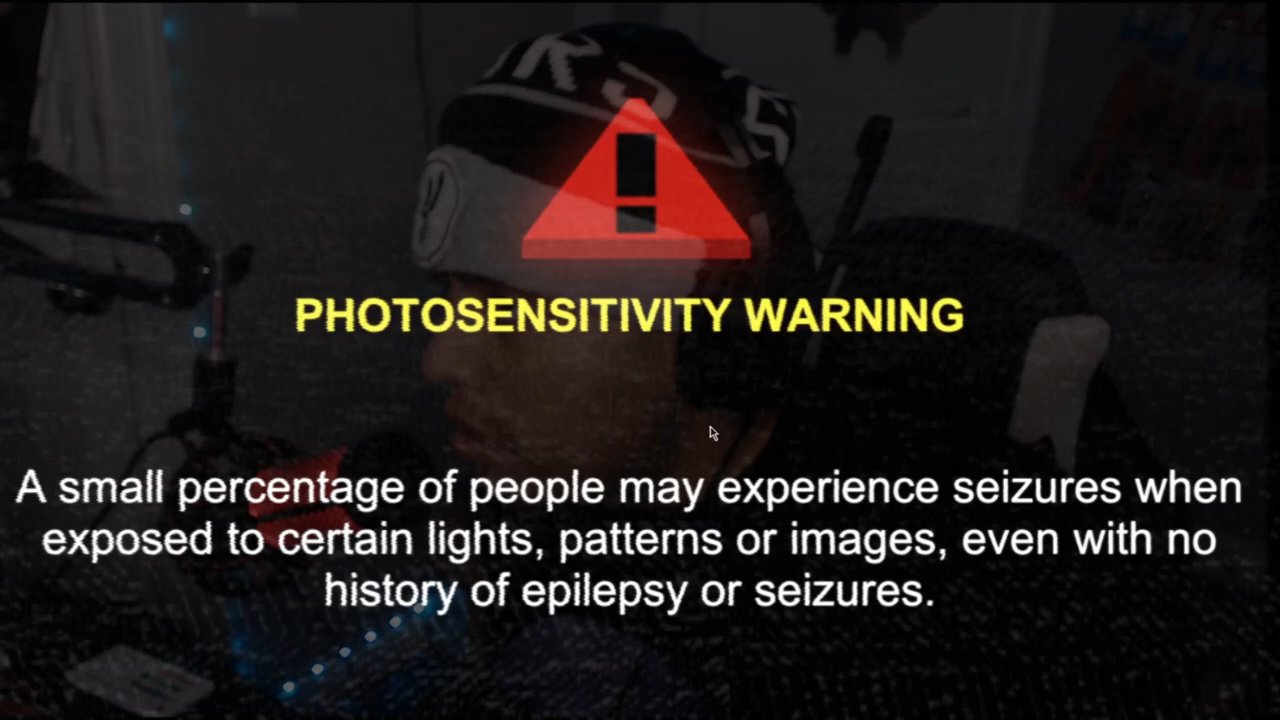 PHOTOSENSITIVITY WARNING
A small percentage of people may experience seizures when
exposed to certain lights, patterns or images, even with no
history of epilepsy or seizures.